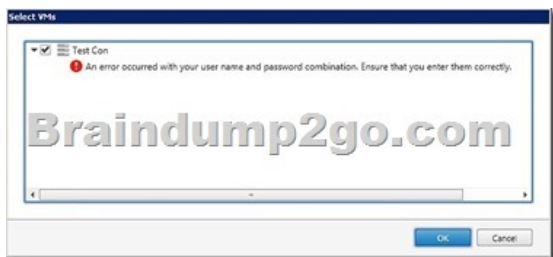 Select VMs
Test Con
An error occurred with your user name and password combination. Ensure that you enter them correctly.
Braindump2go.com
OK
Cancel